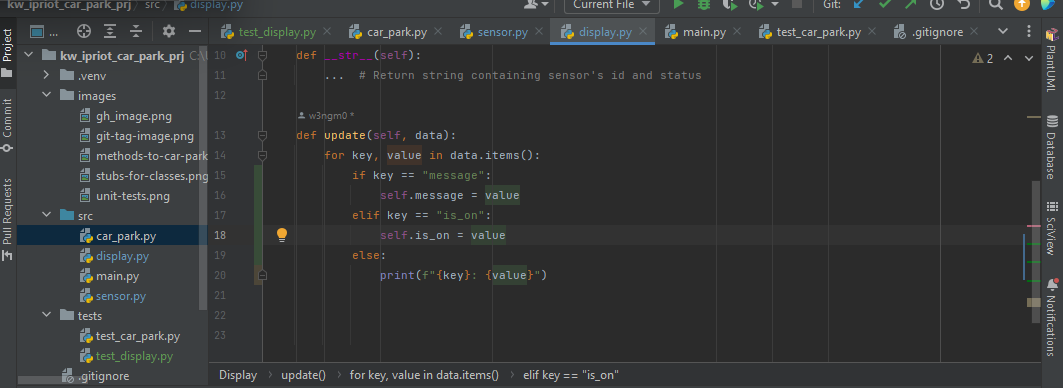 kw_ipriot_car_park_prj › src › display.py
Current File
Git:
Project
...
test_display.py
car_park.py
sensor.py
display.py
main.py
test_car_park.py
.gitignore
kw_ipriot_car_park_prj
.venv
images
gh_image.png
git-tag-image.png
methods-to-car-park
stubs-for-classes.png
unit-tests.png
src
car_park.py
display.py
main.py
sensor.py
tests
test_car_park.py
test_display.py
.gitignore
Commit
Pull Requests
2
10 def __str__(self):
11 ... # Return string containing sensor's id and status
12
w3ngm0 *
13 def update(self, data):
14 for key, value in data.items():
15 if key == "message":
16 self.message = value
17 elif key == "is_on":
18 self.is_on = value
19 else:
20 print(f"{key}: {value}")
21
22
23
Display › update() › for key, value in data.items() › elif key == "is_on"
PlantUML
Database
SciView
Notifications